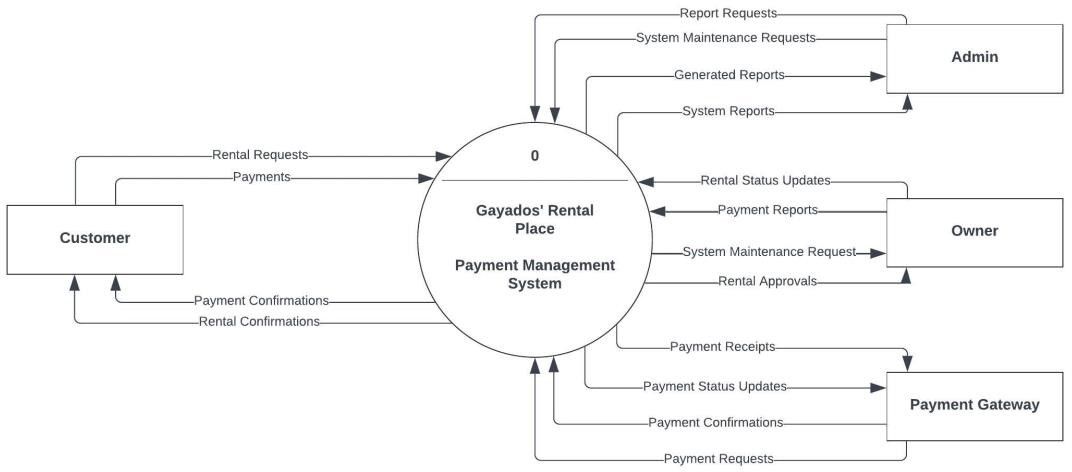 Report Requests
System Maintenance Requests
Admin
Generated Reports
System Reports
Rental Requests
0
Payments
Rental Status Updates
Gayados' Rental
Place
Payment Reports
Customer
Owner
System Maintenance Request
Payment Management
System
Rental Approvals
Payment Confirmations
Rental Confirmations
Payment Receipts
Payment Status Updates
Payment Gateway
Payment Confirmations
Payment Requests